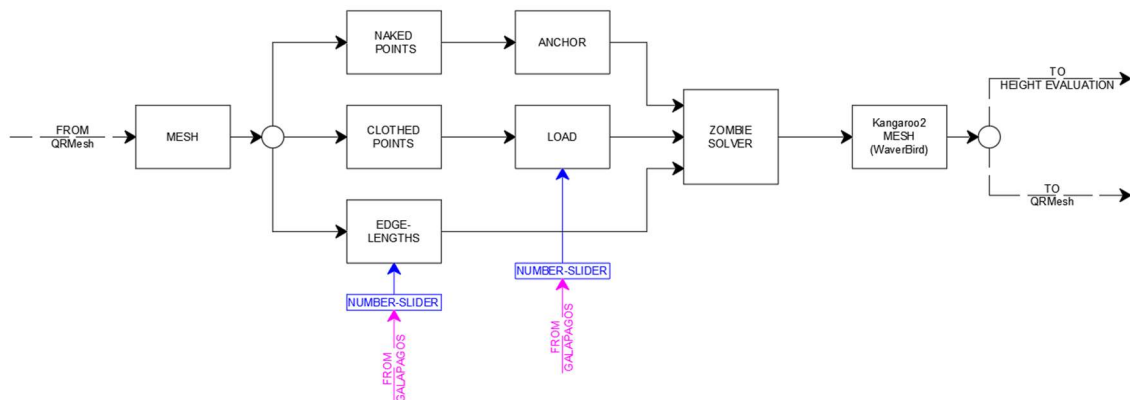 NAKED
POINTS
ANCHOR
TO
HEIGHT EVALUATION
FROM
QRMesh
MESH
CLOTHED
POINTS
LOAD
ZOMBIE
SOLVER
Kangaroo2
MESH
(WaverBird)
TO
QRMesh
EDGE-
LENGTHS
NUMBER-SLIDER
NUMBER-SLIDER
FROM
GALAPAGOS
FROM
GALAPAGOS